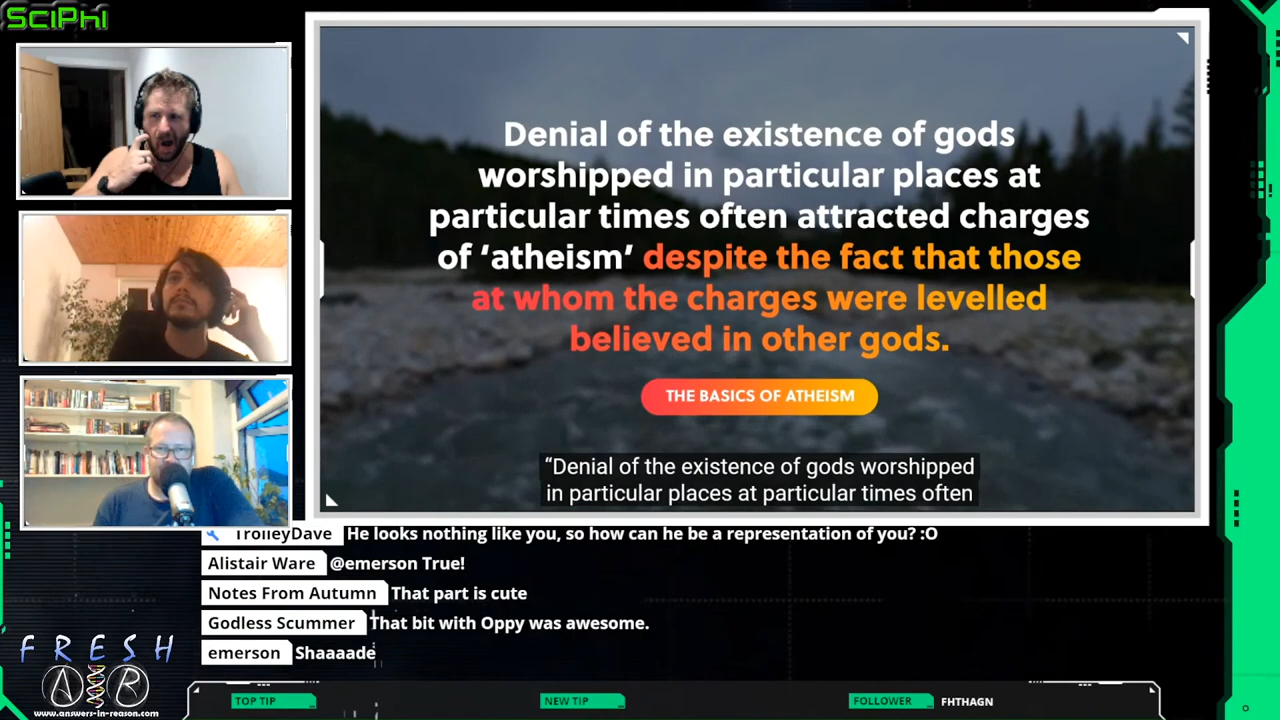 SciPhi
Denial of the existence of gods
worshipped in particular places at
particular times often attracted charges
of ‘atheism’ despite the fact that those
at whom the charges were levelled
believed in other gods.
THE BASICS OF ATHEISM
“Denial of the existence of gods worshipped
in particular places at particular times often
TrolleyDave He looks nothing like you, so how can he be a representation of you? :O
Alistair Ware @emerson True!
Notes From Autumn That part is cute
Godless Scummer That bit with Oppy was awesome.
emerson Shaaaade
FRESH
AiR
www.answers-in-reason.com
TOP TIP
NEW TIP
FOLLOWER FHTHAGN